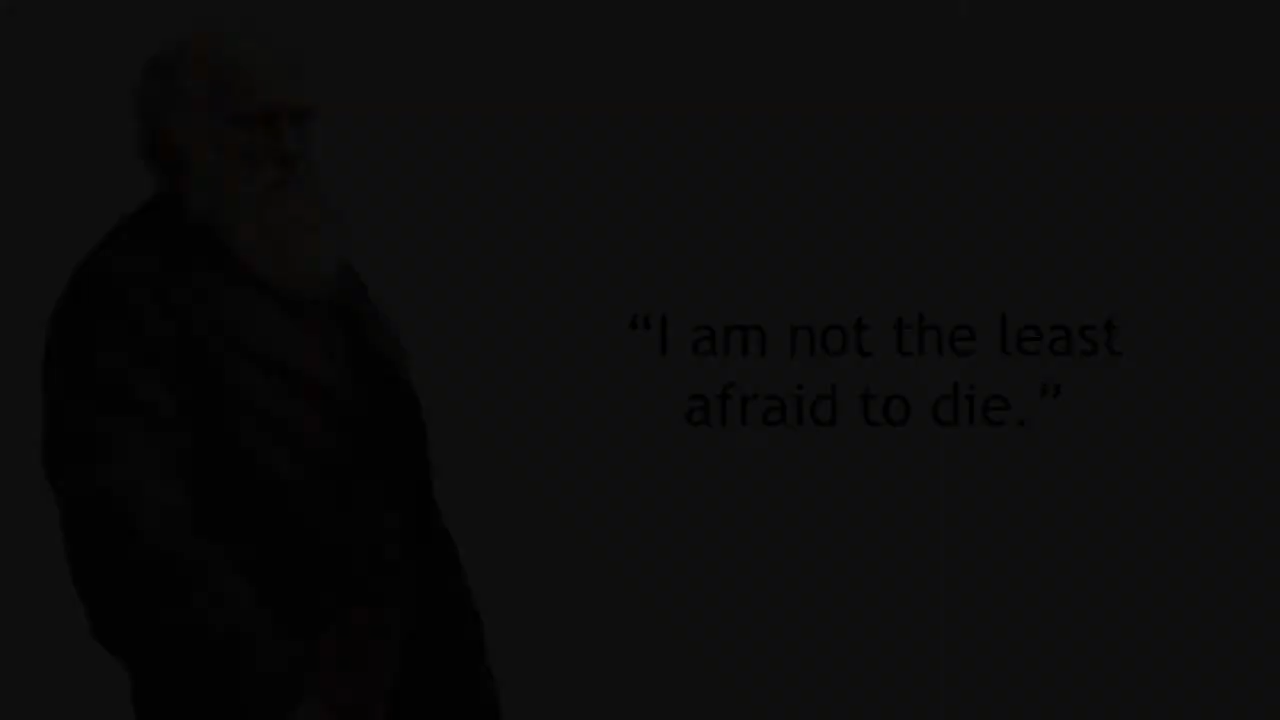 “I am not the least
afraid to die.”